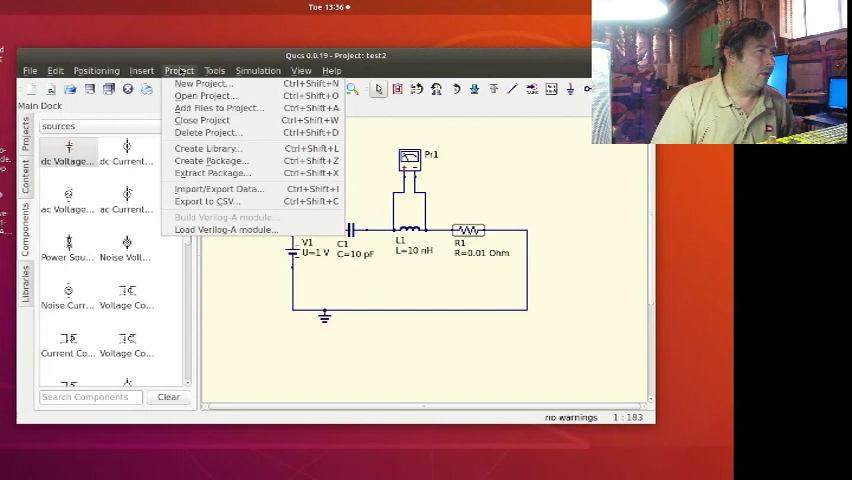 Tue 13:36
Qucs 0.0.19 - Project: test2
File Edit Positioning Insert Project Tools Simulation View Help
New Project... Ctrl+Shift+N
Open Project... Ctrl+Shift+O
Add Files to Project... Ctrl+Shift+A
Close Project Ctrl+Shift+W
Delete Project... Ctrl+Shift+D
Create Library... Ctrl+Shift+L
Create Package... Ctrl+Shift+Z
Extract Package... Ctrl+Shift+X
Import/Export Data... Ctrl+Shift+I
Export to CSV... Ctrl+Shift+C
Build Verilog-A module...
Load Verilog-A module...
Main Dock
Projects
Content
Components
Libraries
sources
dc Voltage... dc Current...
ac Voltage... ac Current...
Power Sou... Noise Volt...
Noise Curr... Voltage Co...
Current Co... Voltage Co...
Search Components Clear
Pr1
V1
U=1 V
C1
C=10 pF
L1
L=10 nH
R1
R=0.01 Ohm
no warnings 1 : 183